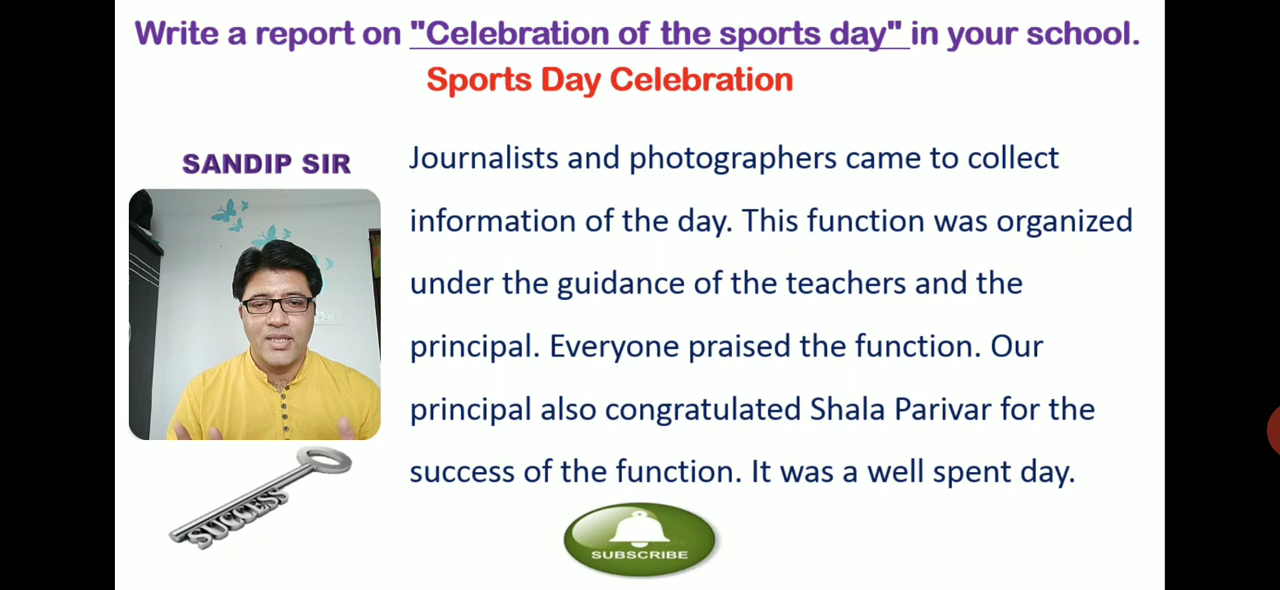 Write a report on "Celebration of the sports day" in your school.
Sports Day Celebration
SANDIP SIR
Journalists and photographers came to collect
information of the day. This function was organized
under the guidance of the teachers and the
principal. Everyone praised the function. Our
principal also congratulated Shala Parivar for the
success of the function. It was a well spent day.
SUCCESS
SUBSCRIBE